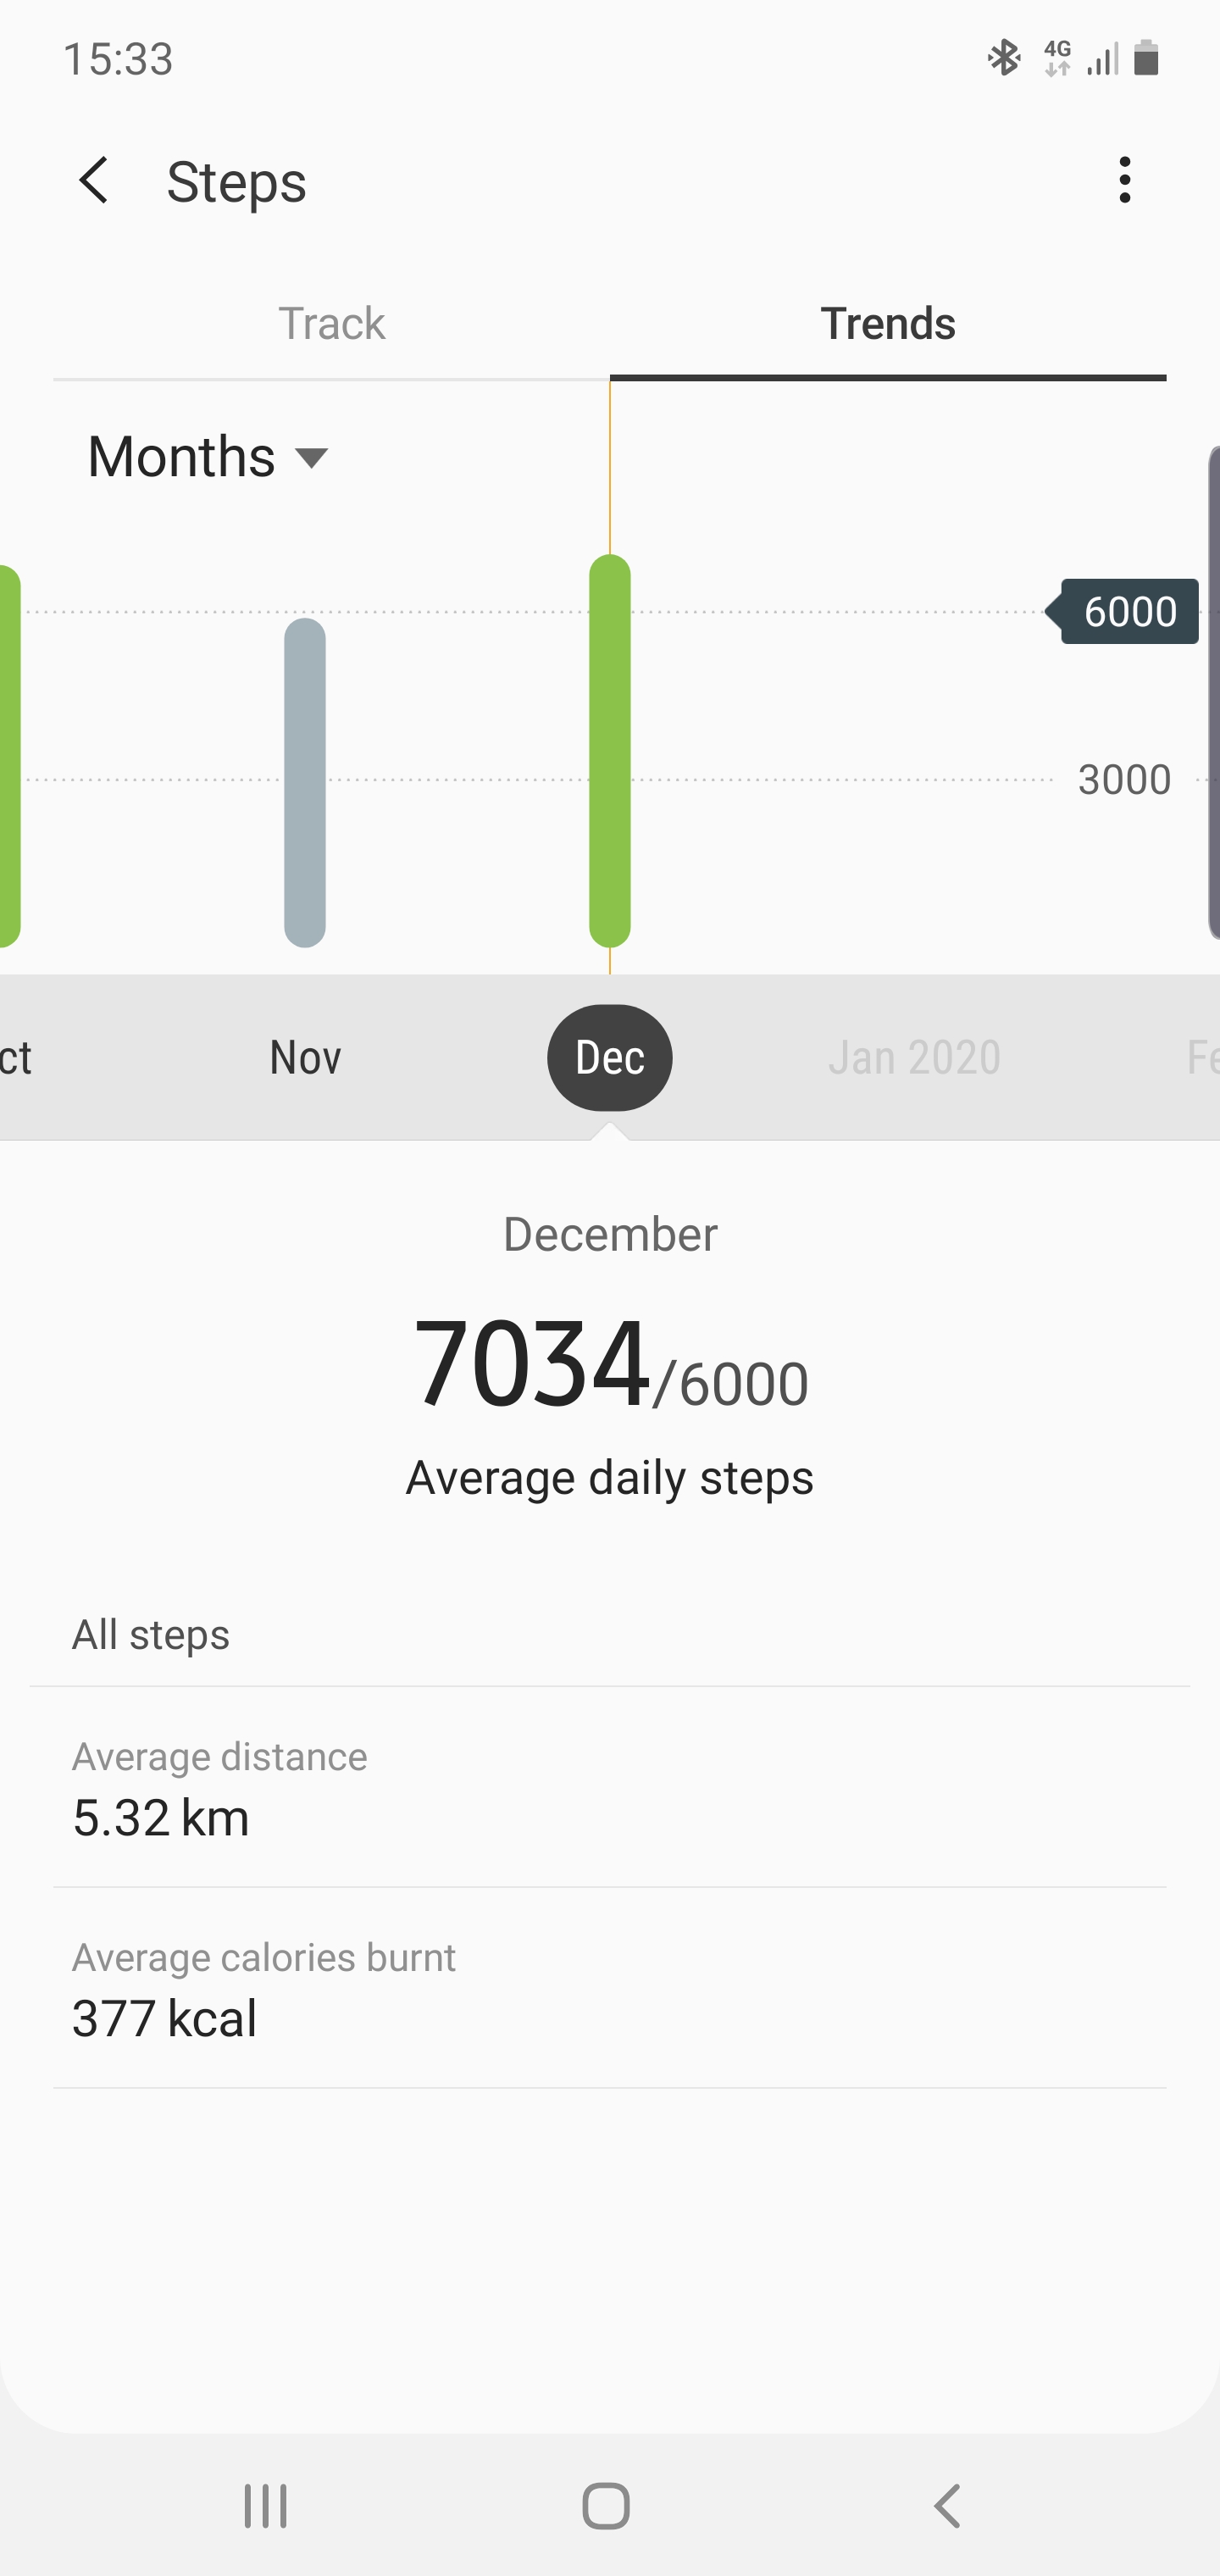 15:33
4G
Steps
Track
Trends
Months
6000
3000
ct
Nov
Dec
Jan 2020
Fe
December
7034/6000
Average daily steps
All steps
Average distance
5.32 km
Average calories burnt
377 kcal